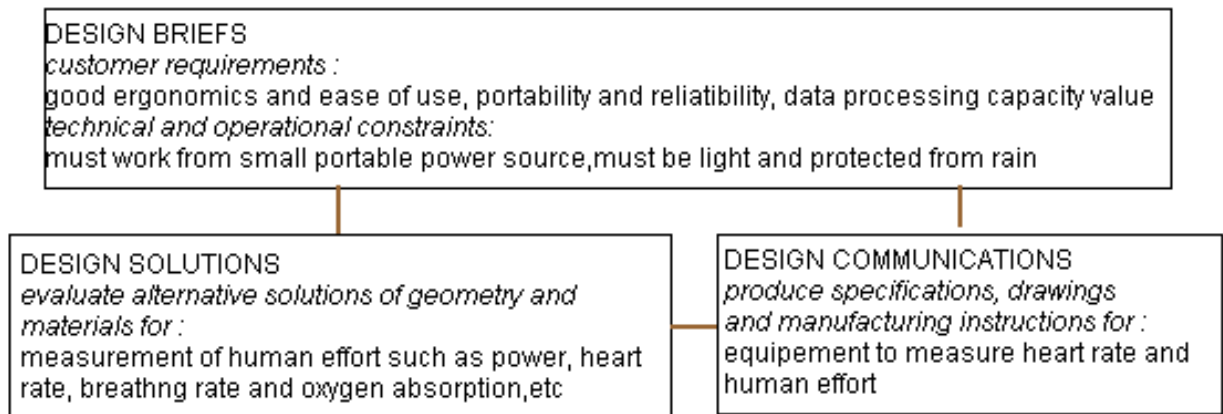 DESIGN BRIEFS
customer requirements :
good ergonomics and ease of use, portability and reliatibility, data processing capacity value
technical and operational constraints:
must work from small portable power source,must be light and protected from rain
DESIGN SOLUTIONS
evaluate alternative solutions of geometry and
materials for :
measurement of human effort such as power, heart
rate, breathng rate and oxygen absorption,etc
DESIGN COMMUNICATIONS
produce specifications, drawings
and manufacturing instructions for :
equipement to measure heart rate and
human effort